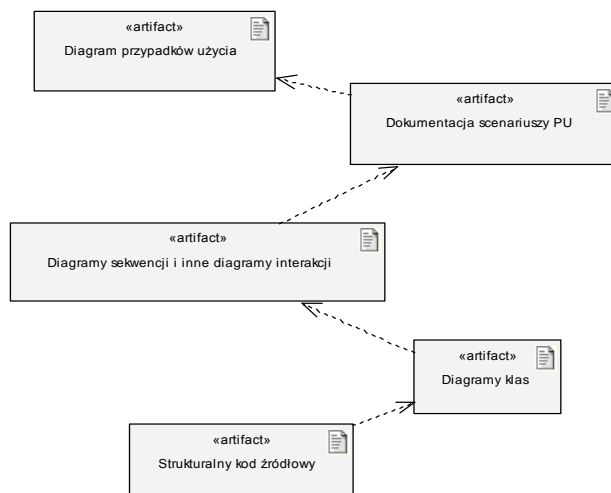 «artifact»
Diagram przypadków użycia
«artifact»
Dokumentacja scenariuszy PU
«artifact»
Diagramy sekwencji i inne diagramy interakcji
«artifact»
Diagramy klas
«artifact»
Strukturalny kod źródłowy